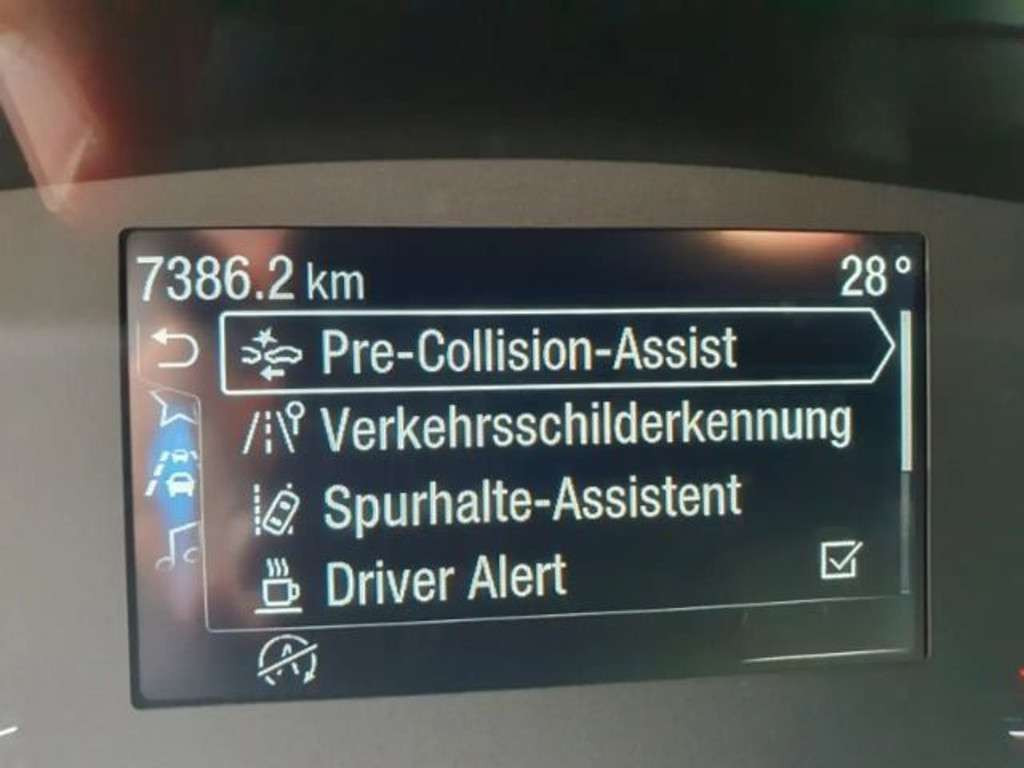 7386.2 km 28°
Pre-Collision-Assist
Verkehrsschilderkennung
Spurhalte-Assistent
Driver Alert